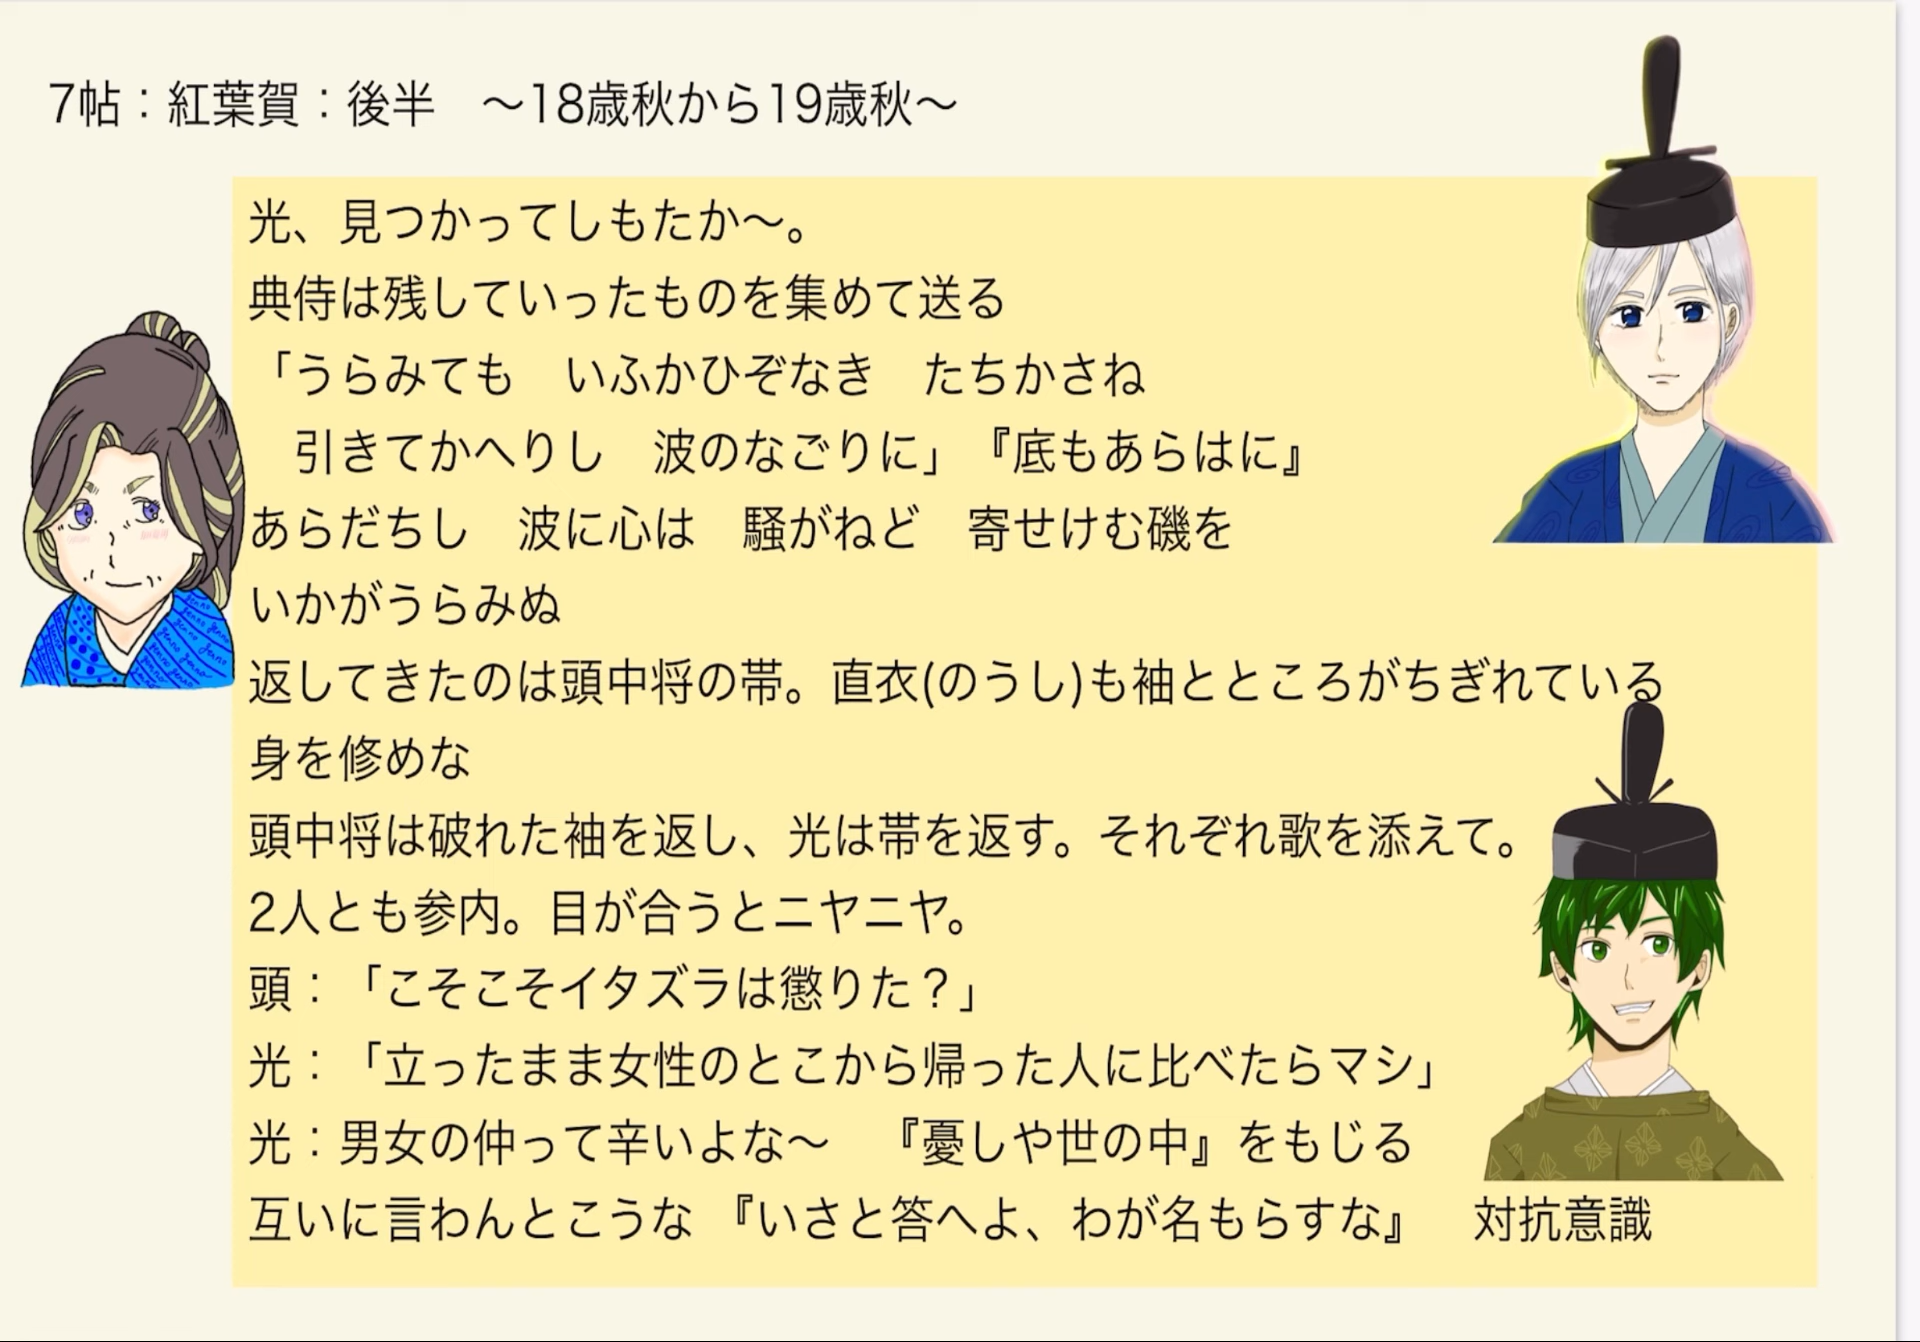 7帖：紅葉賀：後半　〜18歳秋から19歳秋〜
光、見つかってしもたか〜。
典侍は残していったものを集めて送る
「うらみても　いふかひぞなき　たちかさね
　引きてかへりし　波のなごりに」『底もあらはに』
あらだちし　波に心は　騒がねど　寄せけむ磯を
いかがうらみぬ
返してきたのは頭中将の帯。直衣(のうし)も袖とところがちぎれている
身を修めな
頭中将は破れた袖を返し、光は帯を返す。それぞれ歌を添えて。
2人とも参内。目が合うとニヤニヤ。
頭：「こそこそイタズラは懲りた？」
光：「立ったまま女性のとこから帰った人に比べたらマシ」
光：男女の仲って辛いよな〜　『憂しや世の中』をもじる
互いに言わんとこうな 『いさと答へよ、わが名もらすな』　対抗意識